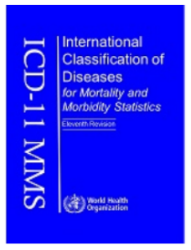 ICD-11 MMS
International
Classification of
Diseases
for Mortality and
Morbidity Statistics
Eleventh Revision
World Health
Organization